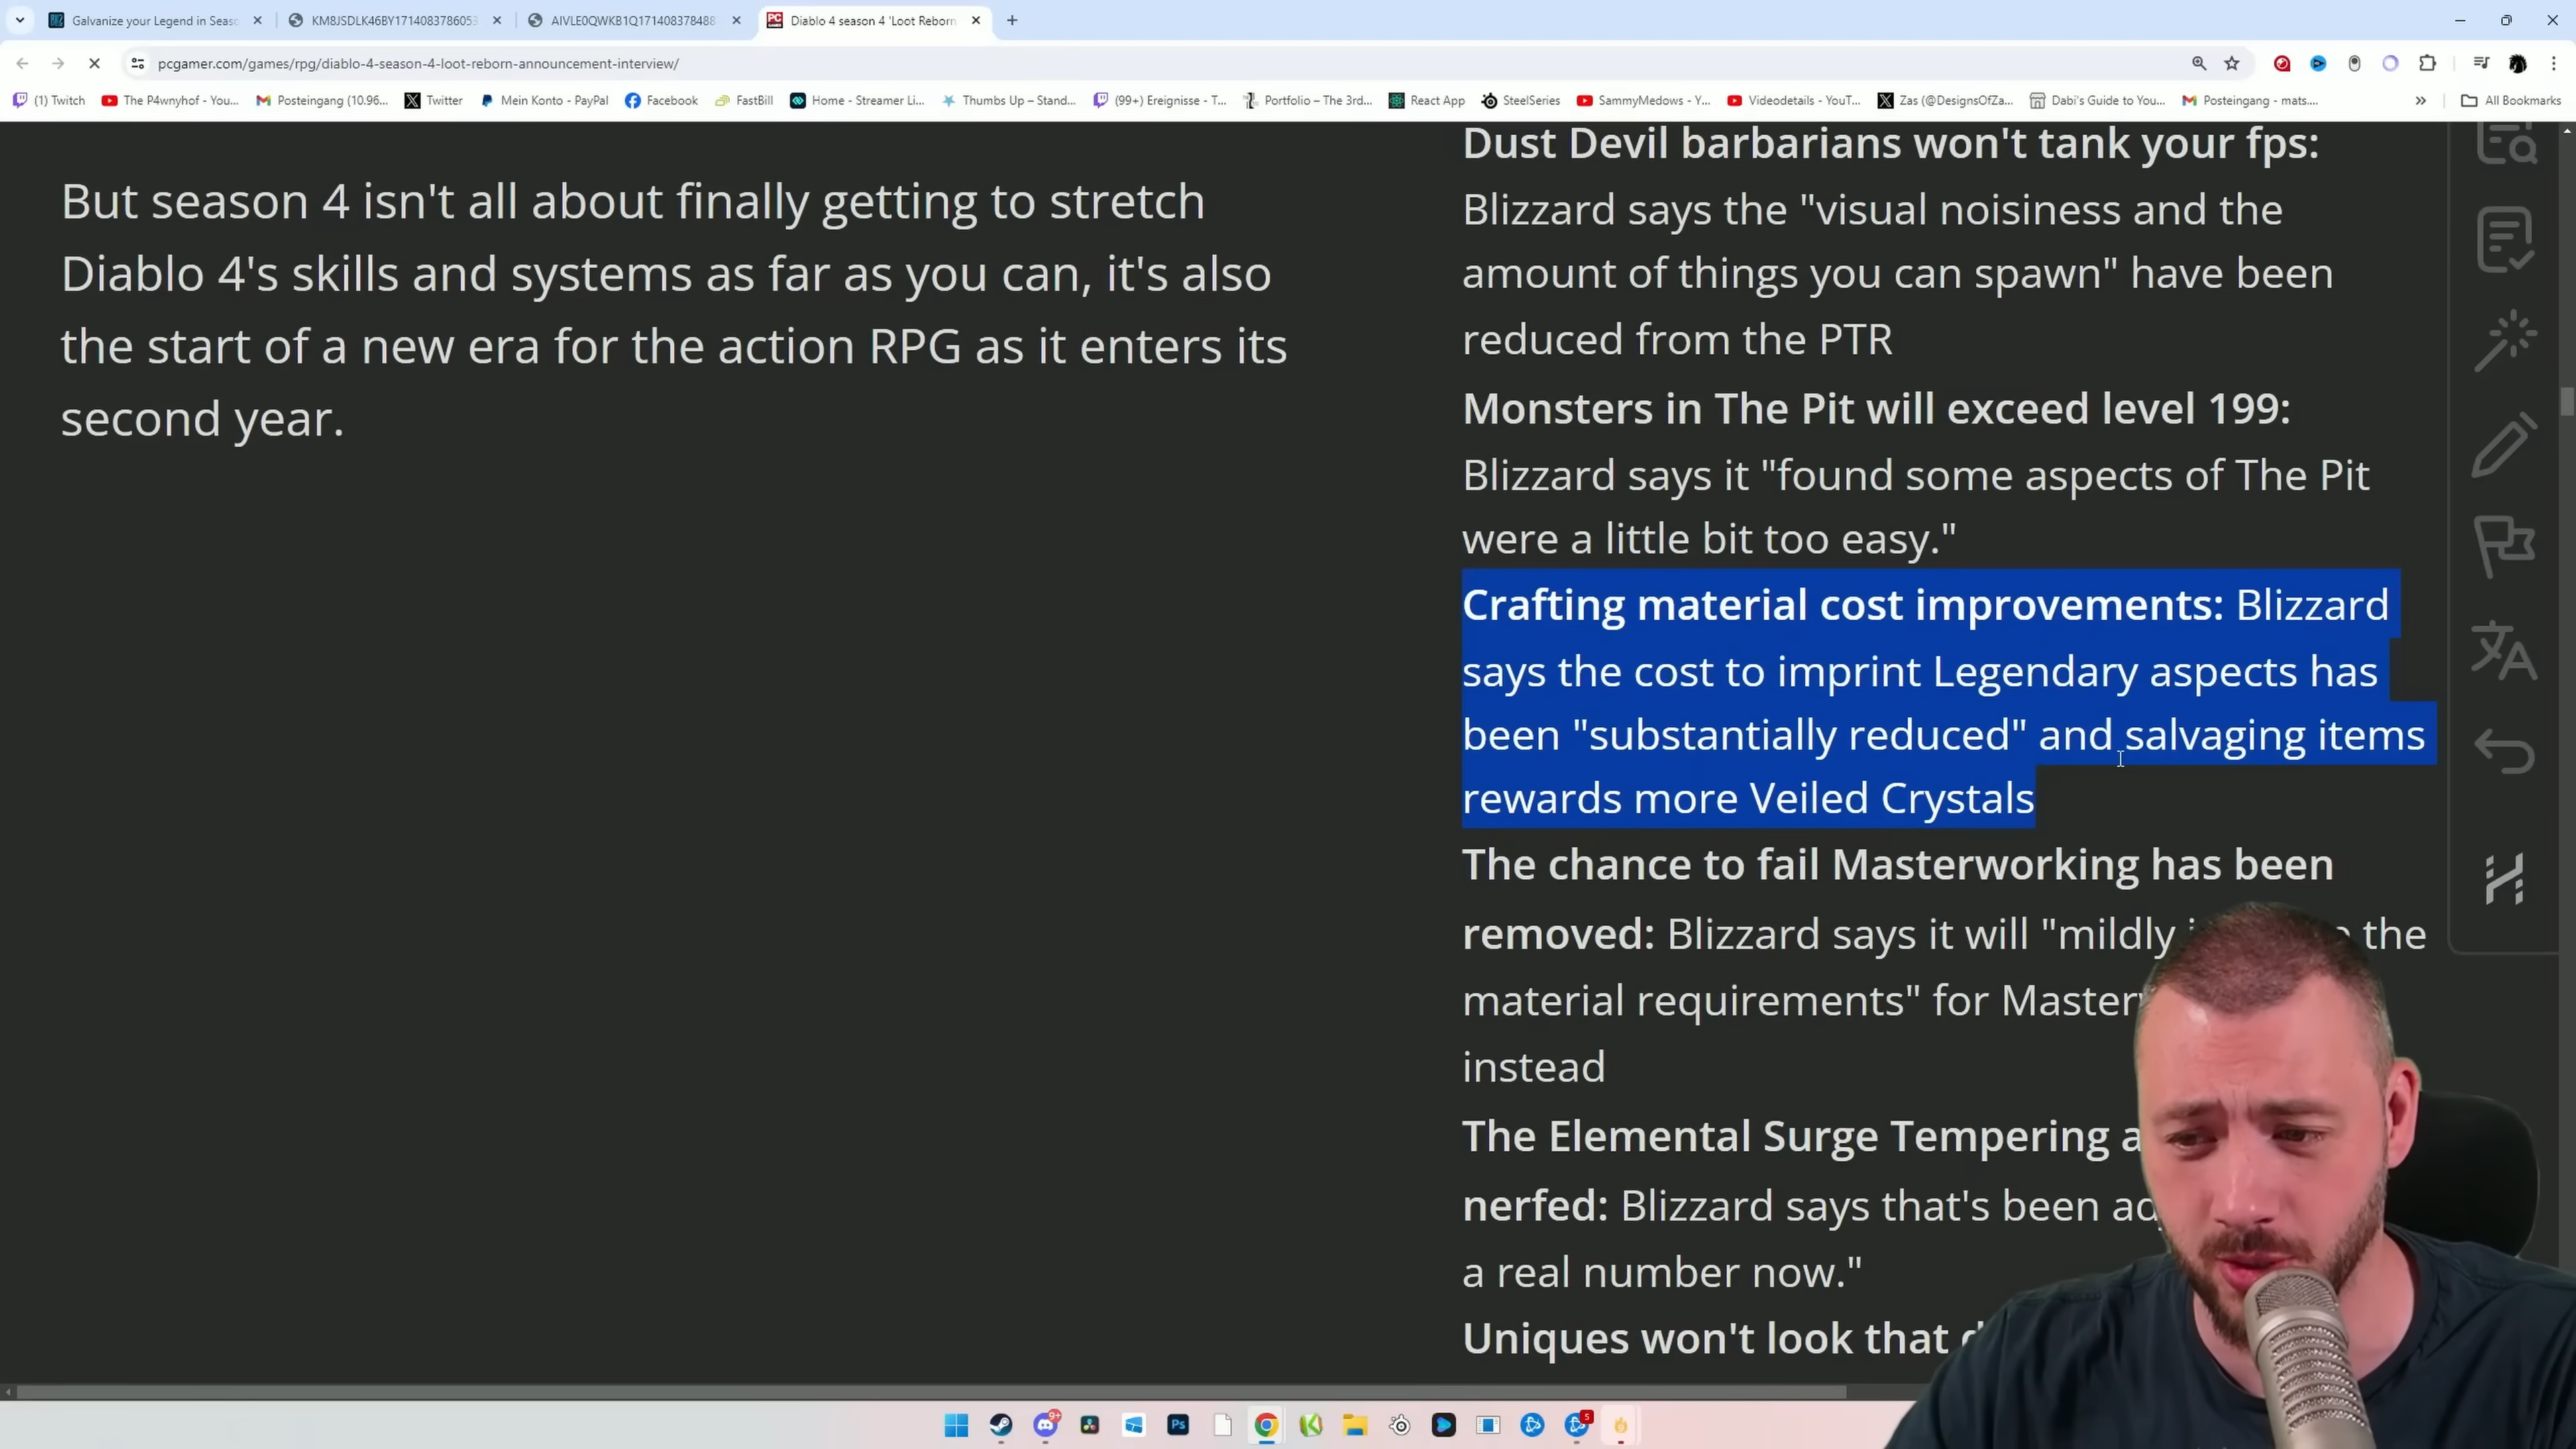 Galvanize your Legend in Seaso
KM8JSDLK46BY171408378605
AIVLE0QWKB1Q171408378488
Diablo 4 season 4 'Loot Reborn
pcgamer.com/games/rpg/diablo-4-season-4-loot-reborn-announcement-interview/
(1) Twitch
The P4wnyhof - You...
Posteingang (10.96...
Twitter
Mein Konto - PayPal
Facebook
FastBill
Home - Streamer Li...
Thumbs Up – Stand...
(99+) Ereignisse - T...
Portfolio – The 3rd...
React App
SteelSeries
SammyMedows - Y...
Videodetails - YouT...
Zas (@DesignsOfZa...
Dabi's Guide to You...
Posteingang - mats....
All Bookmarks
But season 4 isn't all about finally getting to stretch
Diablo 4's skills and systems as far as you can, it's also
the start of a new era for the action RPG as it enters its
second year.
Dust Devil barbarians won't tank your fps:
Blizzard says the "visual noisiness and the
amount of things you can spawn" have been
reduced from the PTR
Monsters in The Pit will exceed level 199:
Blizzard says it "found some aspects of The Pit
were a little bit too easy."
Crafting material cost improvements: Blizzard
says the cost to imprint Legendary aspects has
been "substantially reduced" and salvaging items
rewards more Veiled Crystals
The chance to fail Masterworking has been
removed: Blizzard says it will "mildly the
material requirements" for
instead
The Elemental Surge Tempering
nerfed: Blizzard says that's been
a real number now."
Uniques won't look that
9+
Ps
5